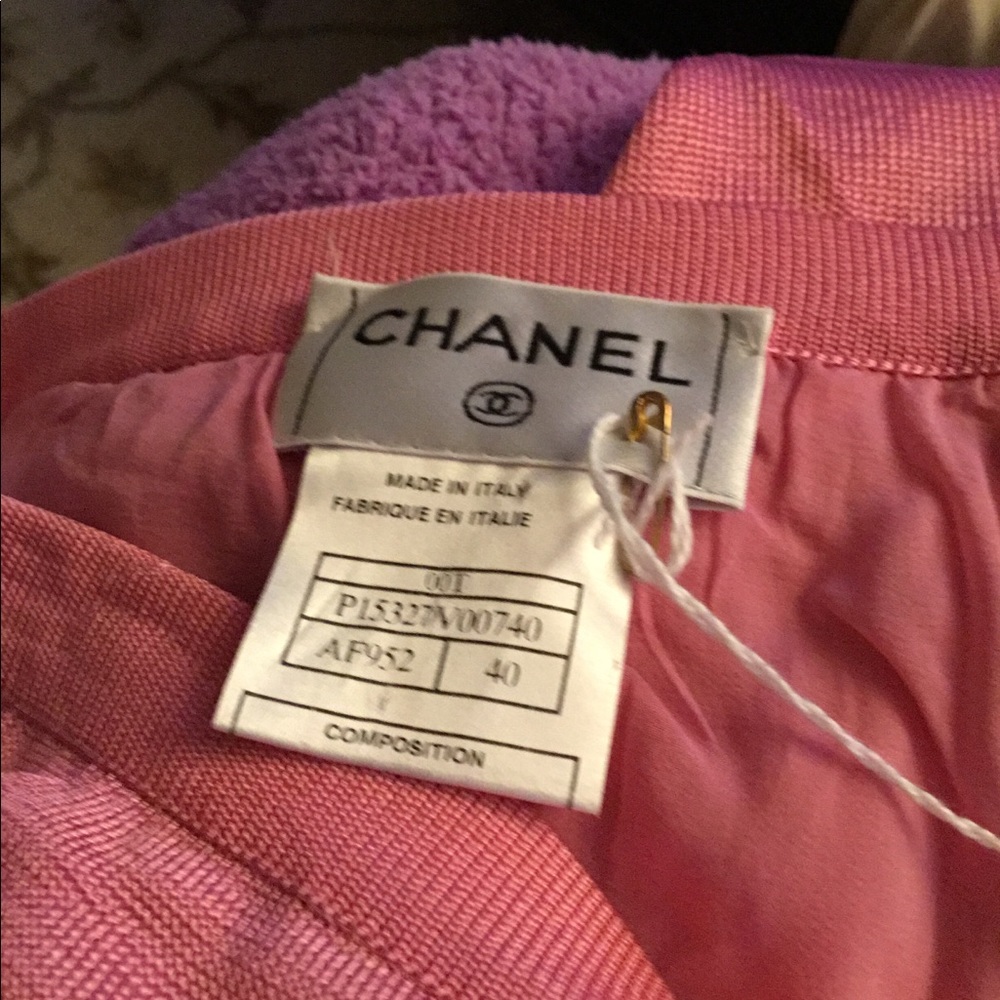 CHANEL
MADE IN ITALY
FABRIQUE EN ITALIE
00T
P15327V00740
AF952 40
COMPOSITION